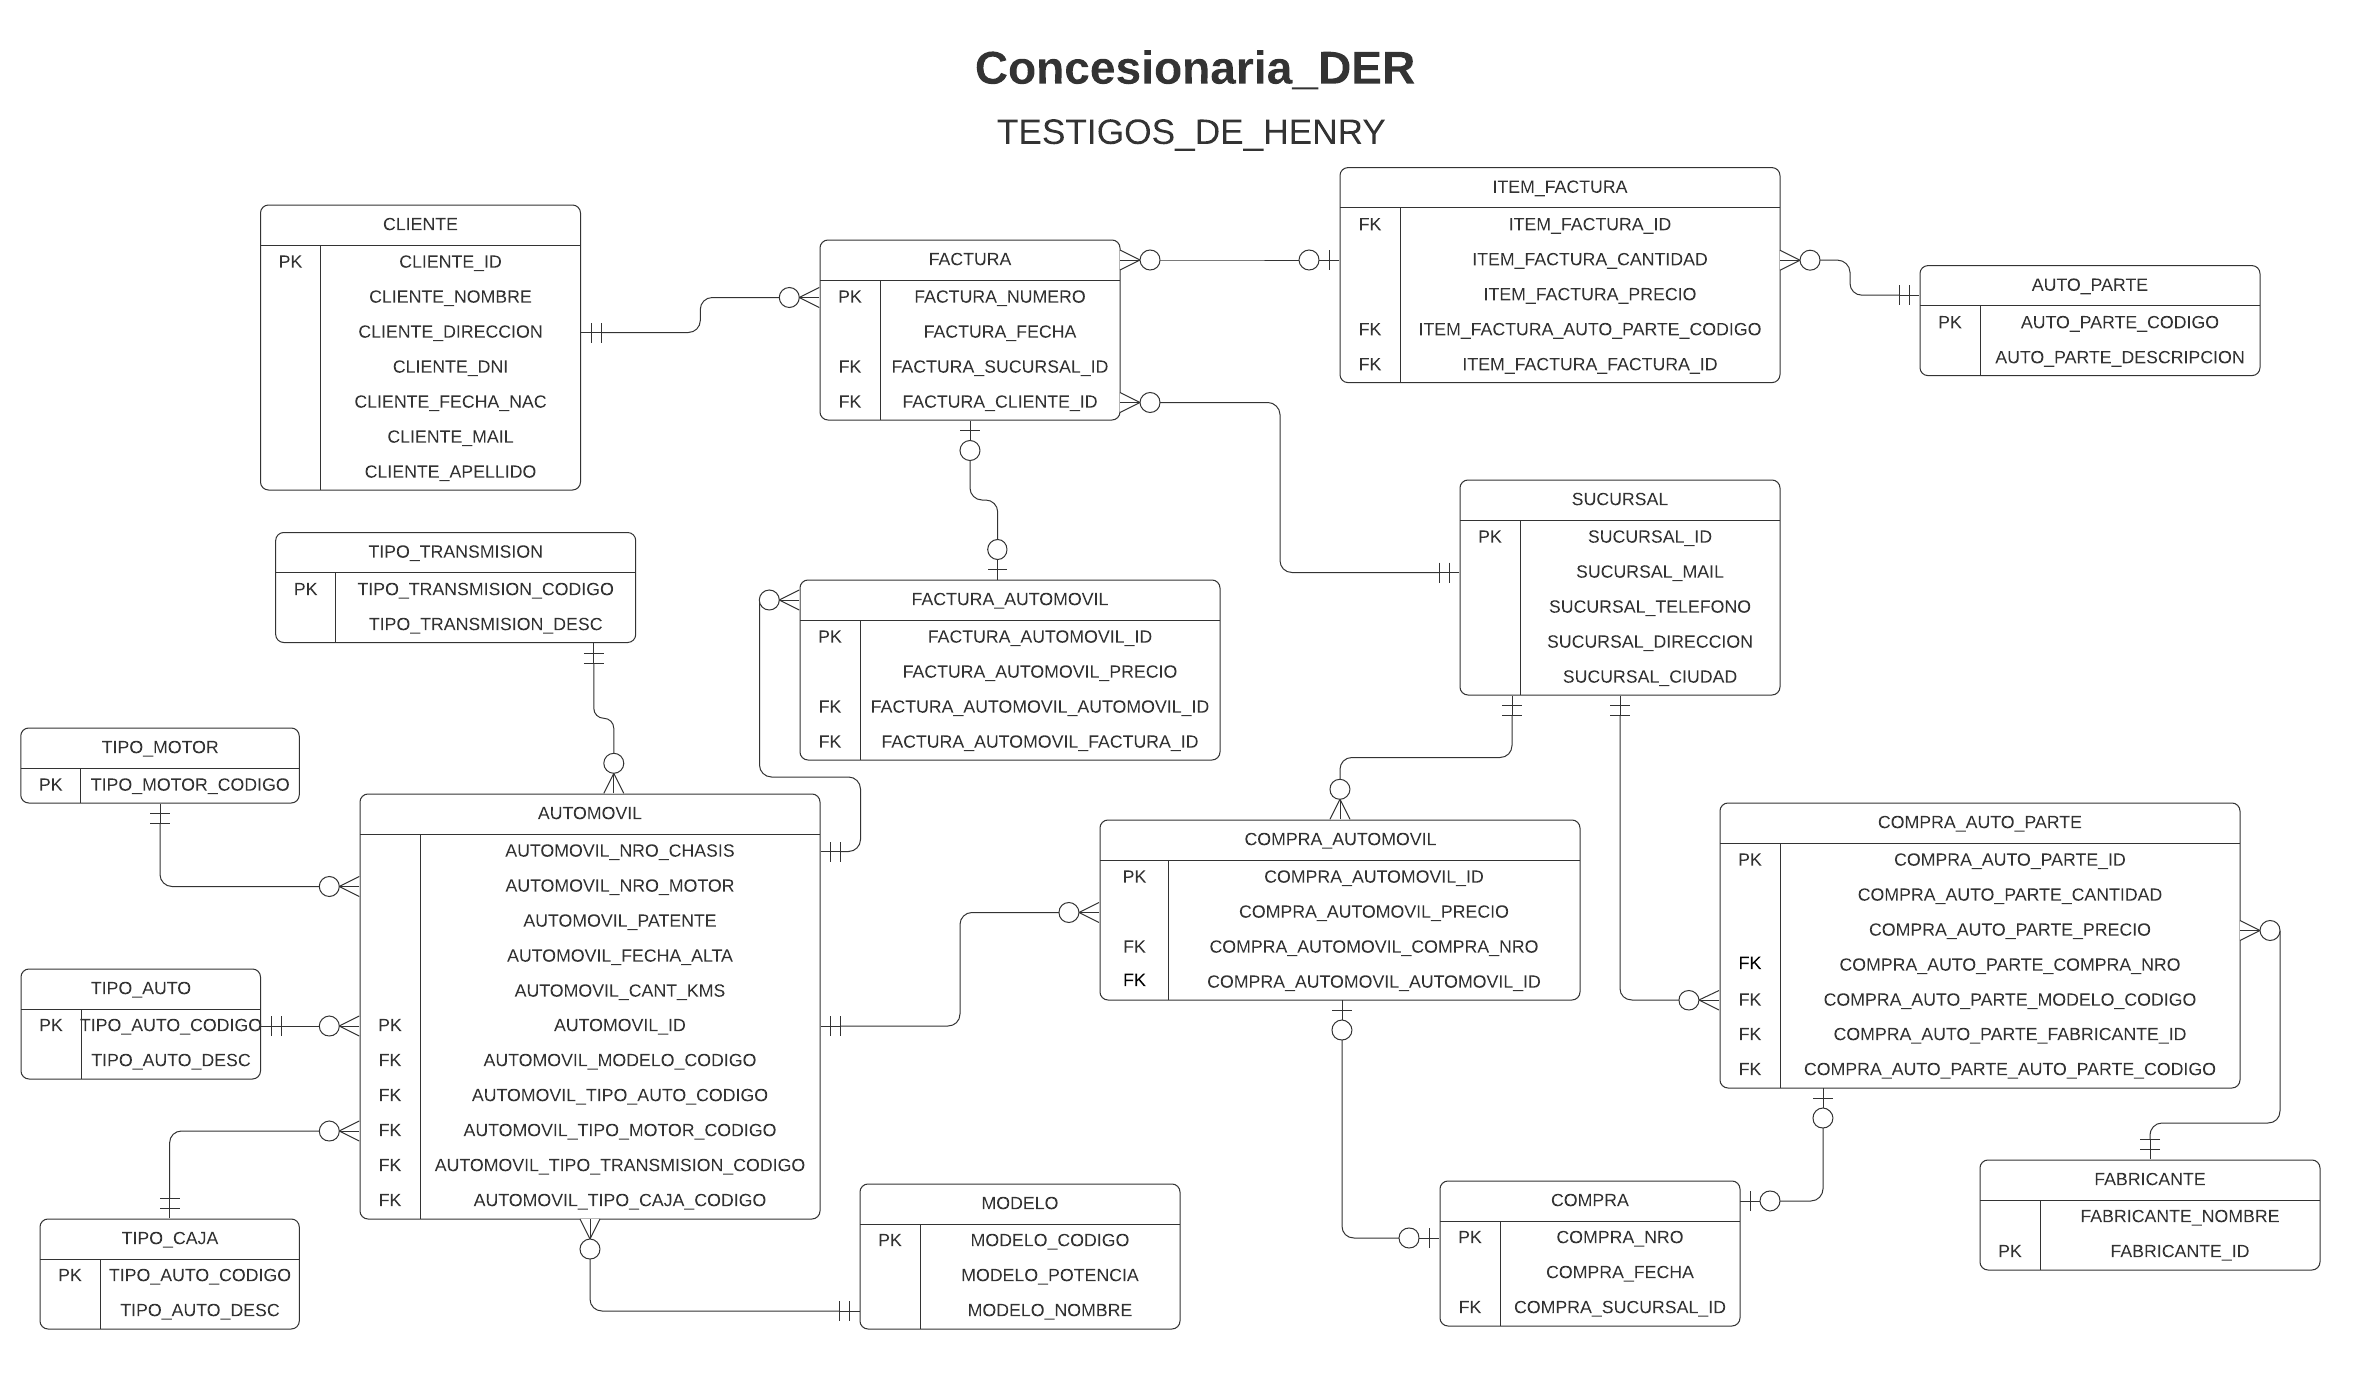 Concesionaria_DER
TESTIGOS_DE_HENRY
CLIENTE
PK CLIENTE_ID
CLIENTE_NOMBRE
CLIENTE_DIRECCION
CLIENTE_DNI
CLIENTE_FECHA_NAC
CLIENTE_MAIL
CLIENTE_APELLIDO
FACTURA
PK FACTURA_NUMERO
FACTURA_FECHA
FK FACTURA_SUCURSAL_ID
FK FACTURA_CLIENTE_ID
ITEM_FACTURA
FK ITEM_FACTURA_ID
ITEM_FACTURA_CANTIDAD
ITEM_FACTURA_PRECIO
FK ITEM_FACTURA_AUTO_PARTE_CODIGO
FK ITEM_FACTURA_FACTURA_ID
AUTO_PARTE
PK AUTO_PARTE_CODIGO
AUTO_PARTE_DESCRIPCION
TIPO_TRANSMISION
PK TIPO_TRANSMISION_CODIGO
TIPO_TRANSMISION_DESC
FACTURA_AUTOMOVIL
PK FACTURA_AUTOMOVIL_ID
FACTURA_AUTOMOVIL_PRECIO
FK FACTURA_AUTOMOVIL_AUTOMOVIL_ID
FK FACTURA_AUTOMOVIL_FACTURA_ID
SUCURSAL
PK SUCURSAL_ID
SUCURSAL_MAIL
SUCURSAL_TELEFONO
SUCURSAL_DIRECCION
SUCURSAL_CIUDAD
TIPO_MOTOR
PK TIPO_MOTOR_CODIGO
TIPO_AUTO
PK TIPO_AUTO_CODIGO
TIPO_AUTO_DESC
TIPO_CAJA
PK TIPO_AUTO_CODIGO
TIPO_AUTO_DESC
AUTOMOVIL
AUTOMOVIL_NRO_CHASIS
AUTOMOVIL_NRO_MOTOR
AUTOMOVIL_PATENTE
AUTOMOVIL_FECHA_ALTA
AUTOMOVIL_CANT_KMS
PK AUTOMOVIL_ID
FK AUTOMOVIL_MODELO_CODIGO
FK AUTOMOVIL_TIPO_AUTO_CODIGO
FK AUTOMOVIL_TIPO_MOTOR_CODIGO
FK AUTOMOVIL_TIPO_TRANSMISION_CODIGO
FK AUTOMOVIL_TIPO_CAJA_CODIGO
MODELO
PK MODELO_CODIGO
MODELO_POTENCIA
MODELO_NOMBRE
COMPRA_AUTOMOVIL
PK COMPRA_AUTOMOVIL_ID
COMPRA_AUTOMOVIL_PRECIO
FK COMPRA_AUTOMOVIL_COMPRA_NRO
FK COMPRA_AUTOMOVIL_AUTOMOVIL_ID
COMPRA_AUTO_PARTE
PK COMPRA_AUTO_PARTE_ID
COMPRA_AUTO_PARTE_CANTIDAD
COMPRA_AUTO_PARTE_PRECIO
FK COMPRA_AUTO_PARTE_COMPRA_NRO
FK COMPRA_AUTO_PARTE_MODELO_CODIGO
FK COMPRA_AUTO_PARTE_FABRICANTE_ID
FK COMPRA_AUTO_PARTE_AUTO_PARTE_CODIGO
COMPRA
PK COMPRA_NRO
COMPRA_FECHA
FK COMPRA_SUCURSAL_ID
FABRICANTE
FABRICANTE_NOMBRE
PK FABRICANTE_ID